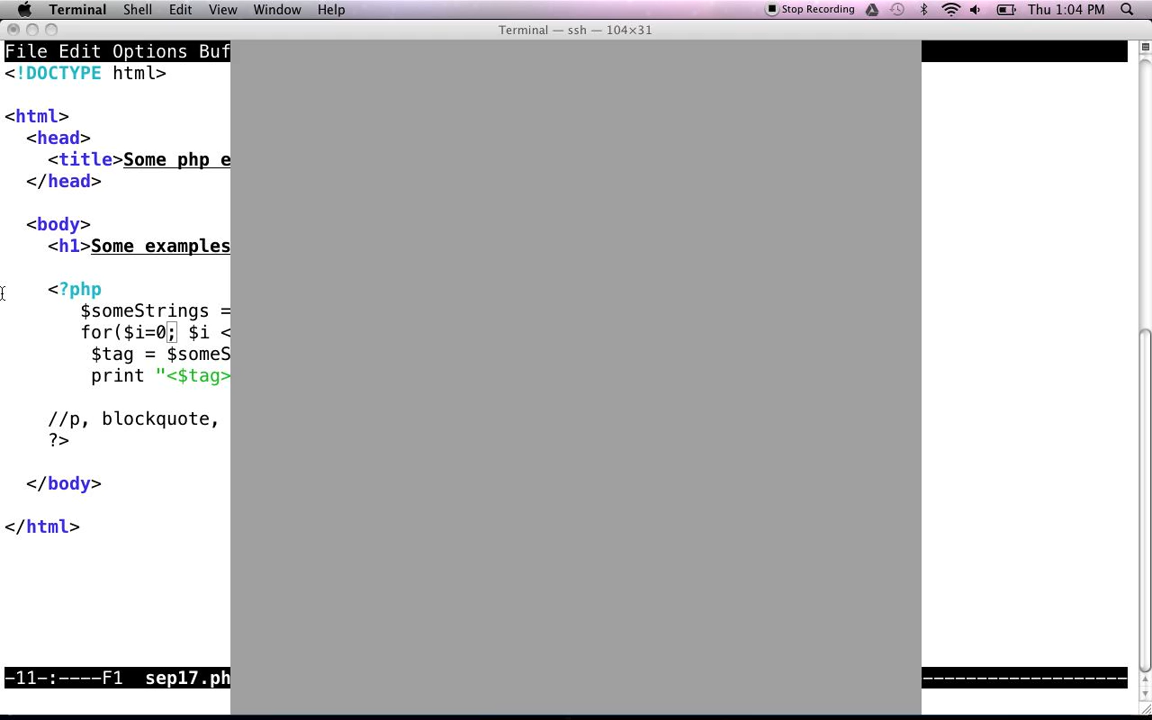 Terminal Shell Edit View Window Help Stop Recording Thu 1:04 PM
Terminal — ssh — 104×31
File Edit Options Buf
<!DOCTYPE html>
<html>
<head>
<title>Some php e
</head>
<body>
<h1>Some examples
<?php
$someStrings =
for($i=0; $i <
$tag = $someS
print "<$tag>
//p, blockquote,
?>
</body>
</html>
-11-:----F1 sep17.ph